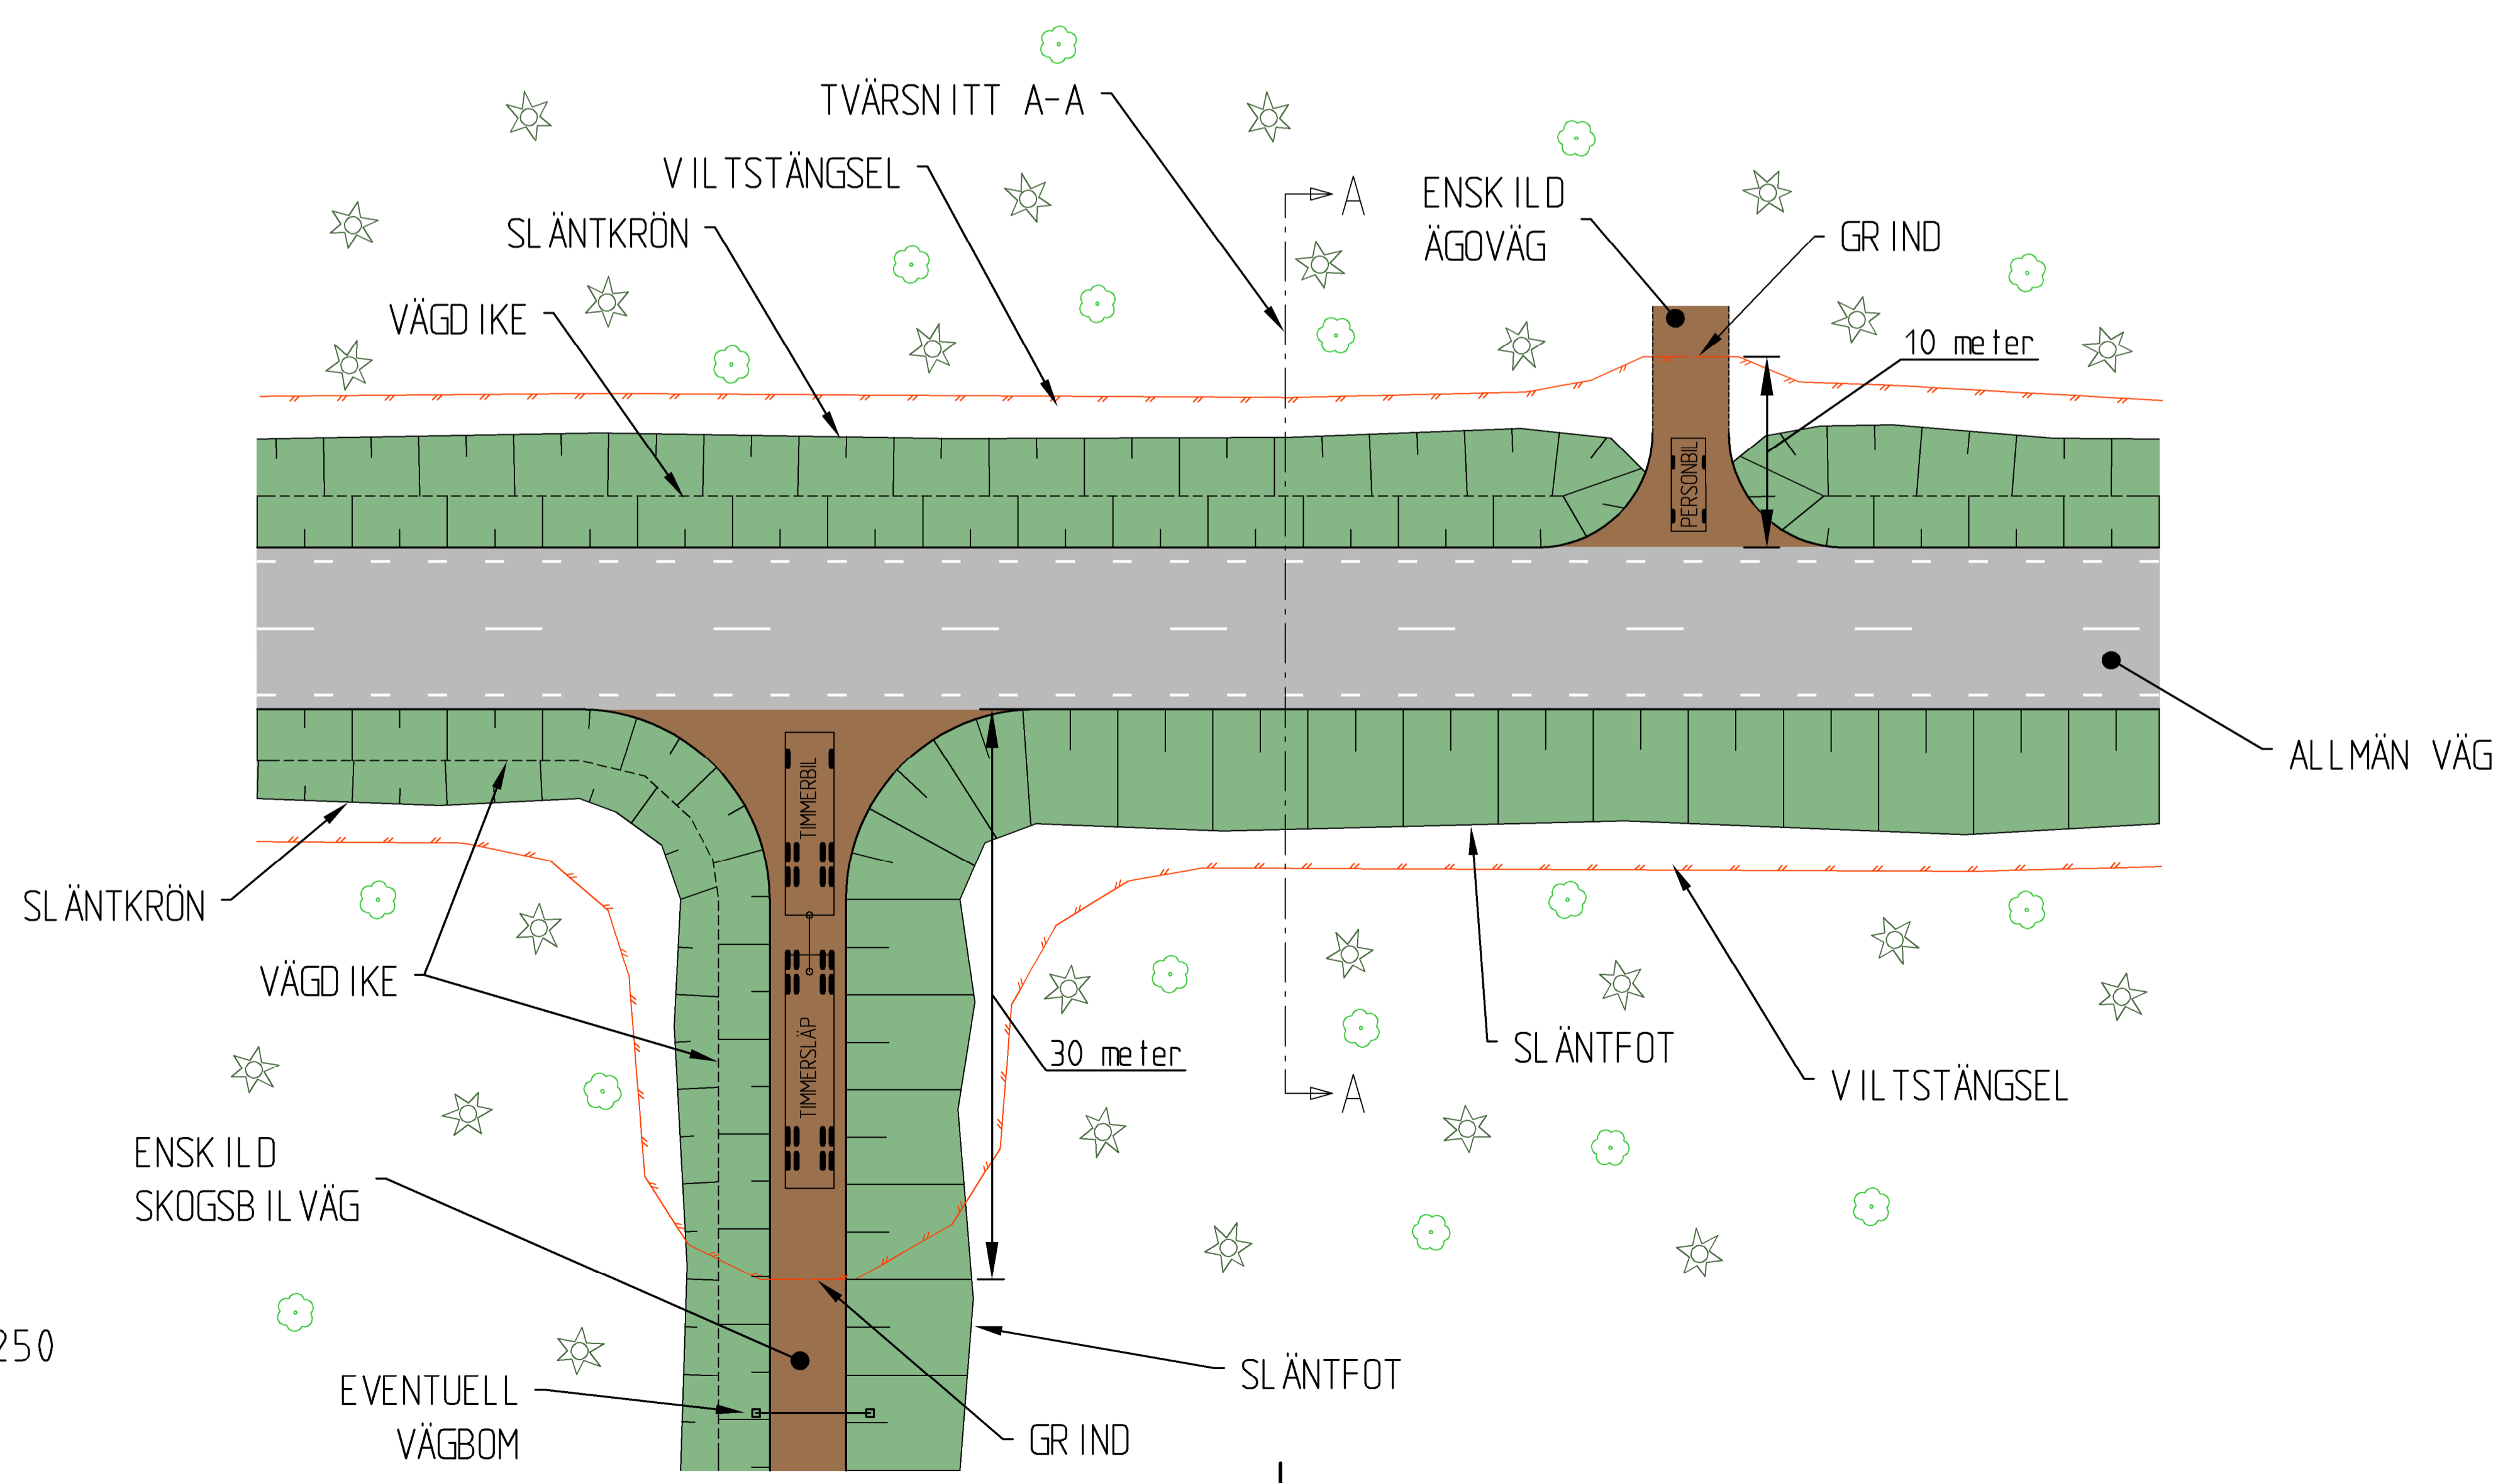 TVÄRSNITT A-A
VILTSTÄNGSEL
SLÄNTKRÖN
VÄGDIKE
A
ENSKILD
ÄGOVÄG
GRIND
10 meter
PERSONBIL
ALLMÄN VÄG
TIMMERBIL
SLÄNTKRÖN
VÄGDIKE
TIMMERSLÄP
30 meter
A
SLÄNTFOT
VILTSTÄNGSEL
ENSKILD
SKOGSBILVÄG
250
EVENTUELL
VÄGBOM
SLÄNTFOT
GRIND